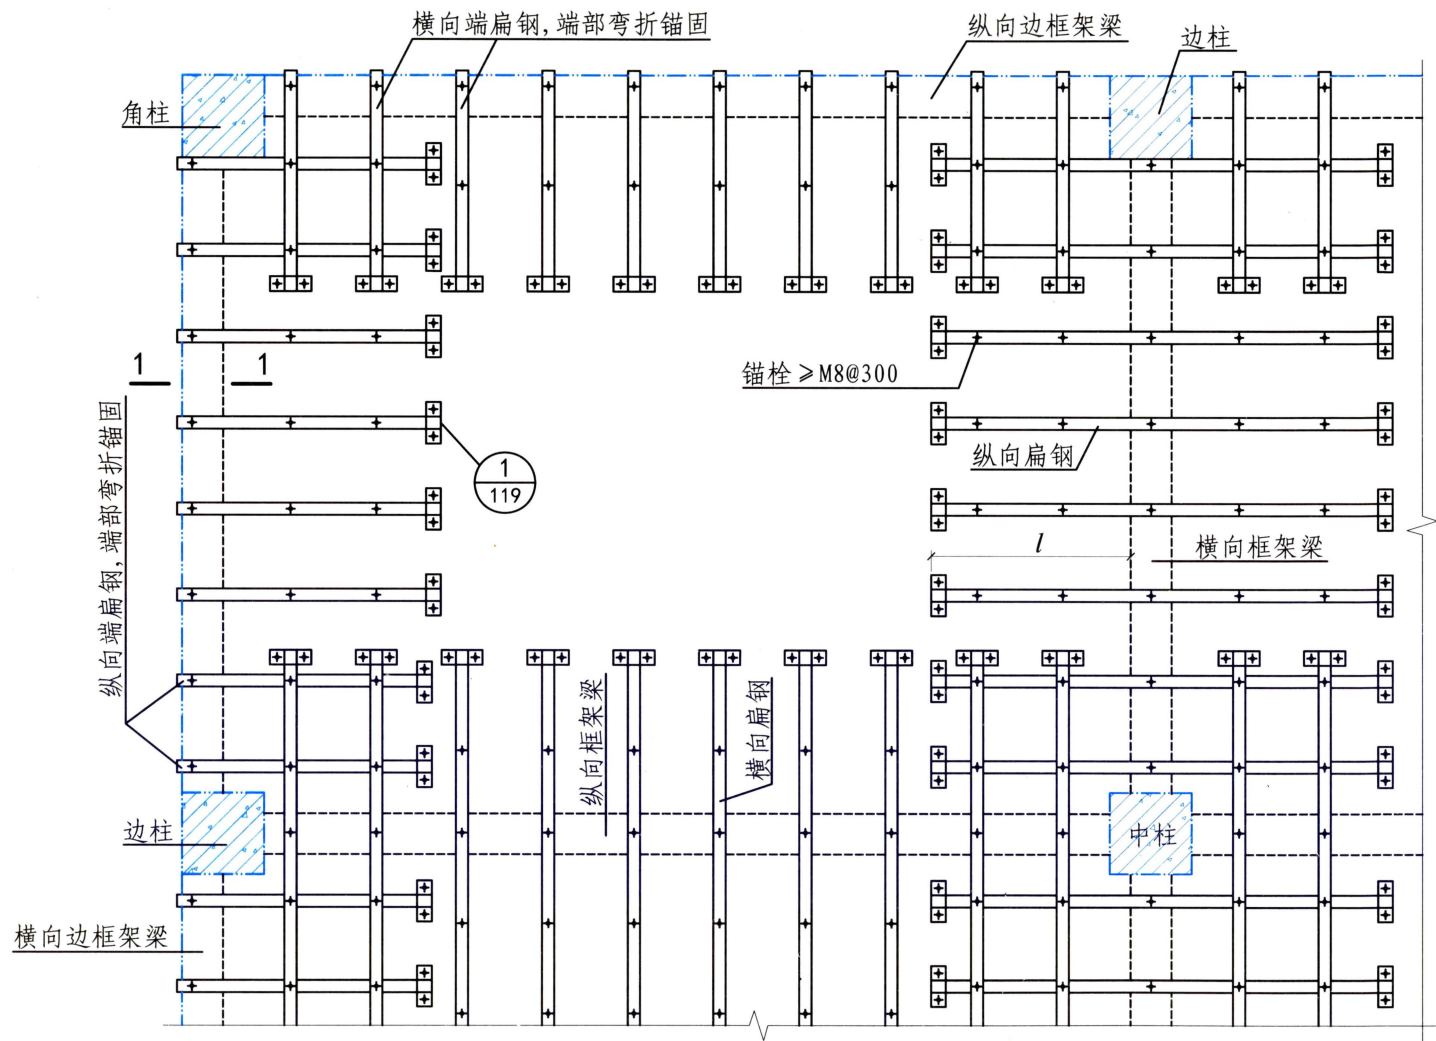 横向端扁钢,端部弯折锚固
纵向边框架梁
边柱
角柱
1 1
锚栓≥M8@300
纵向端扁钢,端部弯折锚固
纵向扁钢
1
119
l
横向框架梁
纵向框架梁
横向扁钢
边柱
中柱
横向边框架梁